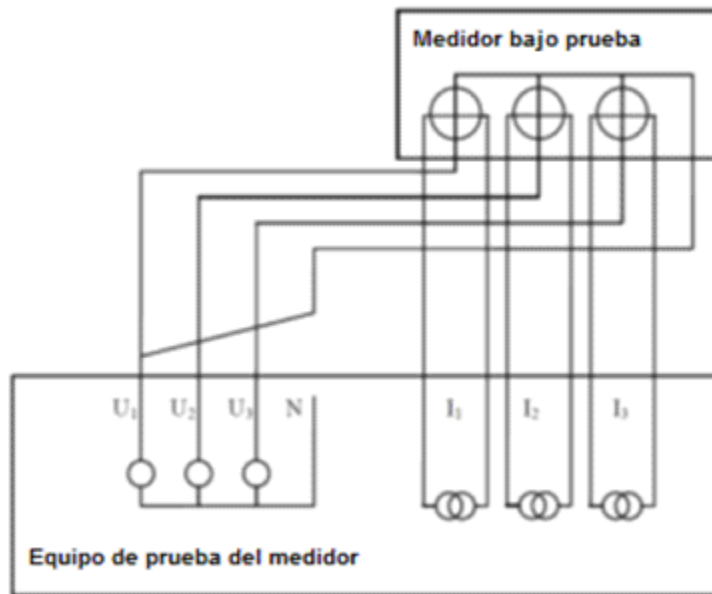 Medidor bajo prueba
U₁ U₂ U₃ N I₁ I₂ I₃
Equipo de prueba del medidor